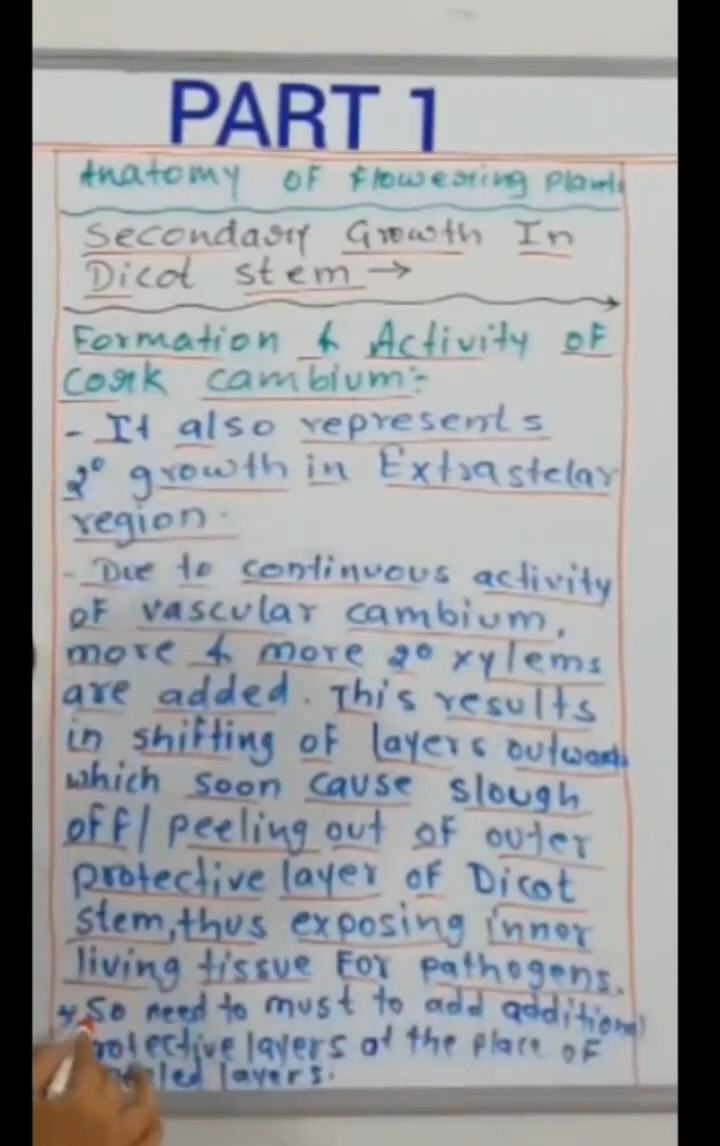 PART 1
Anatomy OF Flowering Plants
Secondary Growth In
Dicot stem →
Formation & Activity OF
Cork cambium:-
- It also represents
2° growth in Extrastelar
region.
- Due to continuous activity
OF vascular cambium,
more & more 2° xylems
are added. This results
in shifting OF layers outwards
which soon cause slough
off/ peeling out OF outer
protective layer OF Dicot
stem, thus exposing inner
living tissue For pathogens.
So need to must to add additional
layers at the place OF
layers.